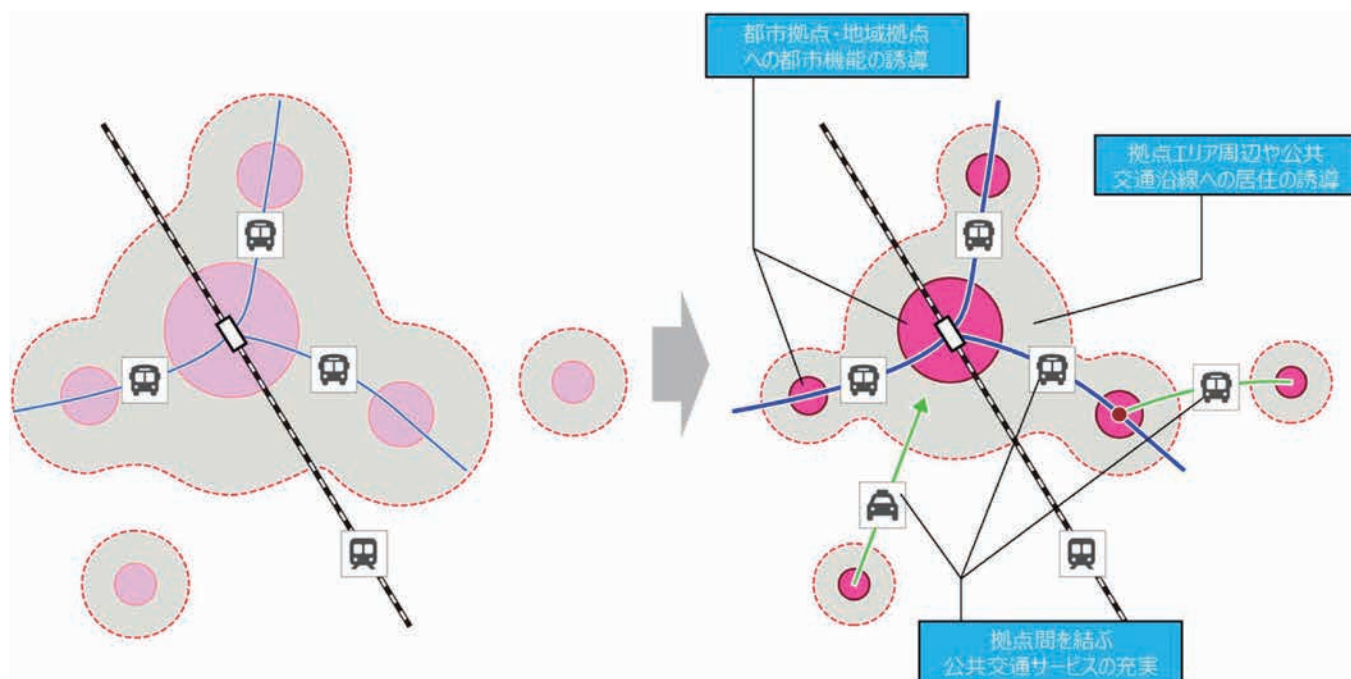 都市拠点・地域拠点
への都市機能の誘導
拠点エリア周辺や公共
交通沿線への居住の誘導
拠点間を結ぶ
公共交通サービスの充実